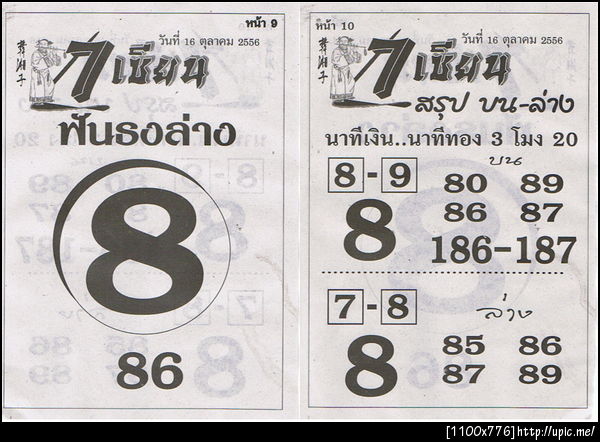 หน้า 9
วันที่ 16 ตุลาคม 2556
7 เซียน
ฟันธงล่าง
8
86
หน้า 10
วันที่ 16 ตุลาคม 2556
7 เซียน
สรุป บน-ล่าง
นาทีเงิน..นาทีทอง 3 โมง 20
บน
8 - 9
80 89
8
86 87
186-187
7 - 8
ล่าง
8
85 86
87 89
[1100x776]http://upic.me/